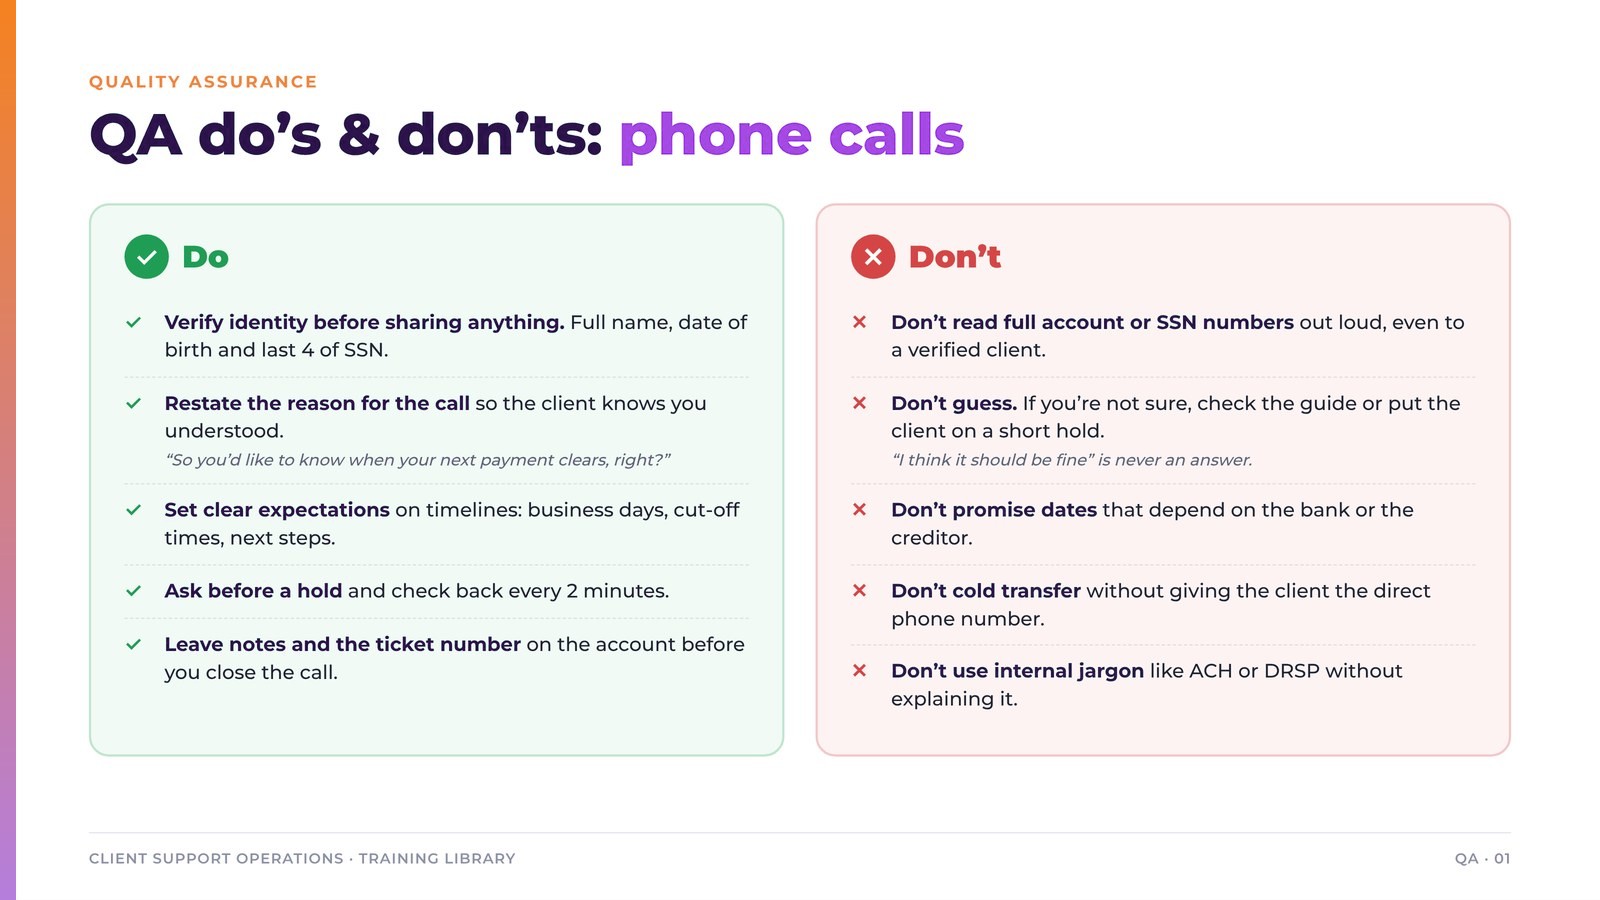 QUALITY ASSURANCE
QA do’s & don’ts: phone calls
Do
Verify identity before sharing anything. Full name, date of
birth and last 4 of SSN.
Restate the reason for the call so the client knows you
understood.
“So you’d like to know when your next payment clears, right?”
Set clear expectations on timelines: business days, cut-off
times, next steps.
Ask before a hold and check back every 2 minutes.
Leave notes and the ticket number on the account before
you close the call.
Don’t
Don’t read full account or SSN numbers out loud, even to
a verified client.
Don’t guess. If you’re not sure, check the guide or put the
client on a short hold.
“I think it should be fine” is never an answer.
Don’t promise dates that depend on the bank or the
creditor.
Don’t cold transfer without giving the client the direct
phone number.
Don’t use internal jargon like ACH or DRSP without
explaining it.
CLIENT SUPPORT OPERATIONS · TRAINING LIBRARY
QA · 01